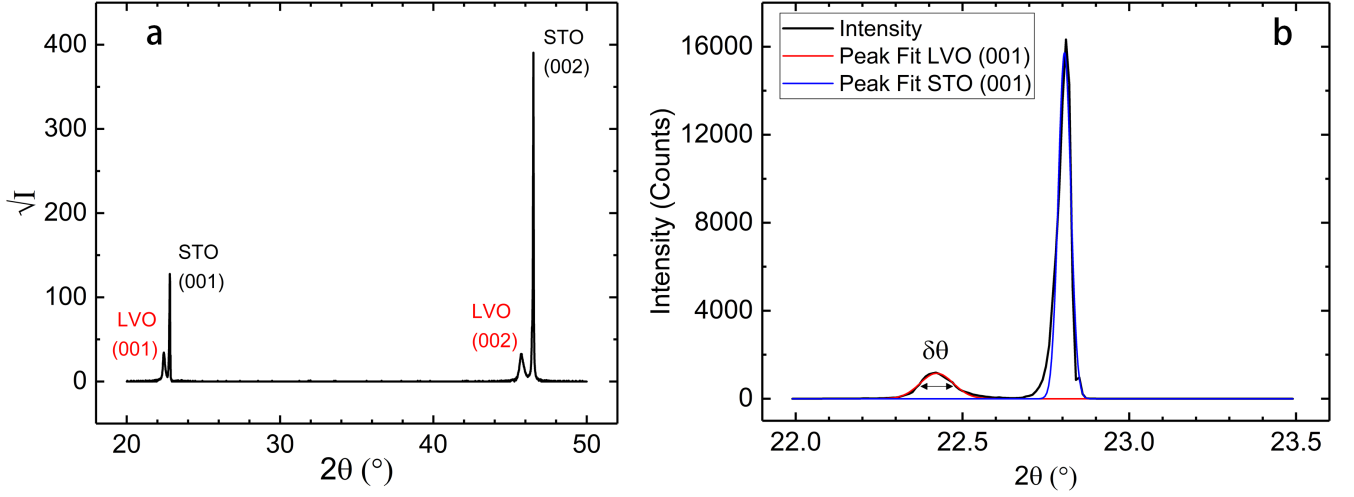 a
400
300
200
100
0
√I
STO
(002)
STO
(001)
LVO
(001)
LVO
(002)
20
30
40
50
2θ (°)
b
Intensity
Peak Fit LVO (001)
Peak Fit STO (001)
16000
12000
8000
4000
0
Intensity (Counts)
δθ
22.0
22.5
23.0
23.5
2θ (°)